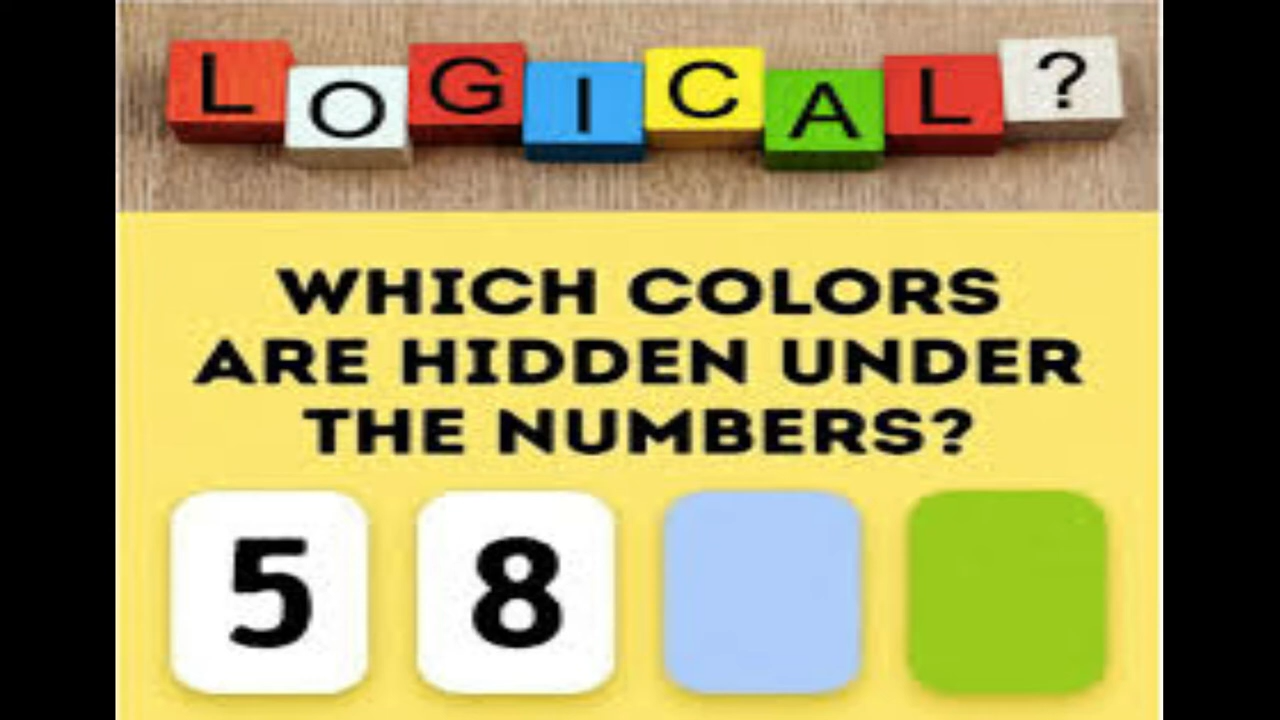 LOGICAL?
WHICH COLORS
ARE HIDDEN UNDER
THE NUMBERS?
5 8